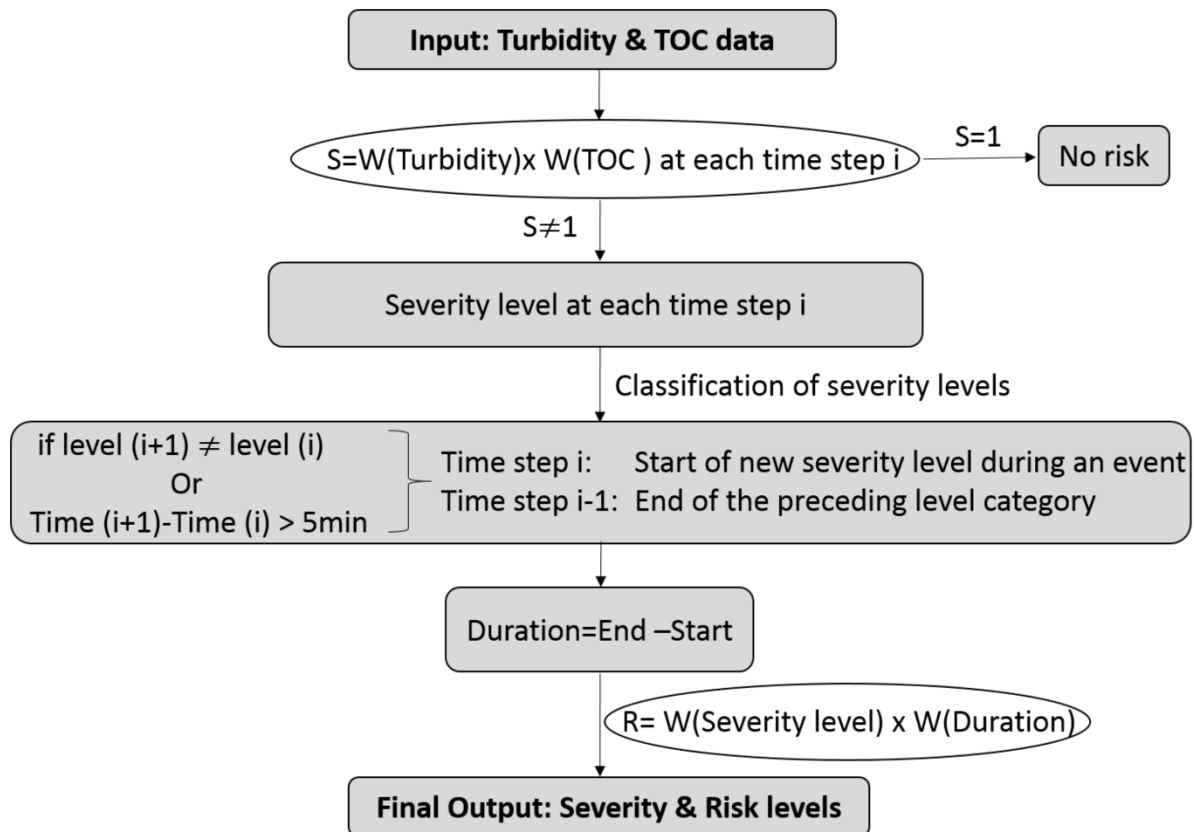 Input: Turbidity & TOC data
S=W(Turbidity)x W(TOC ) at each time step i
S=1
No risk
S≠1
Severity level at each time step i
Classification of severity levels
if level (i+1) ≠ level (i)
Or
Time (i+1)-Time (i) > 5min
Time step i: Start of new severity level during an event
Time step i-1: End of the preceding level category
Duration=End –Start
R= W(Severity level) x W(Duration)
Final Output: Severity & Risk levels